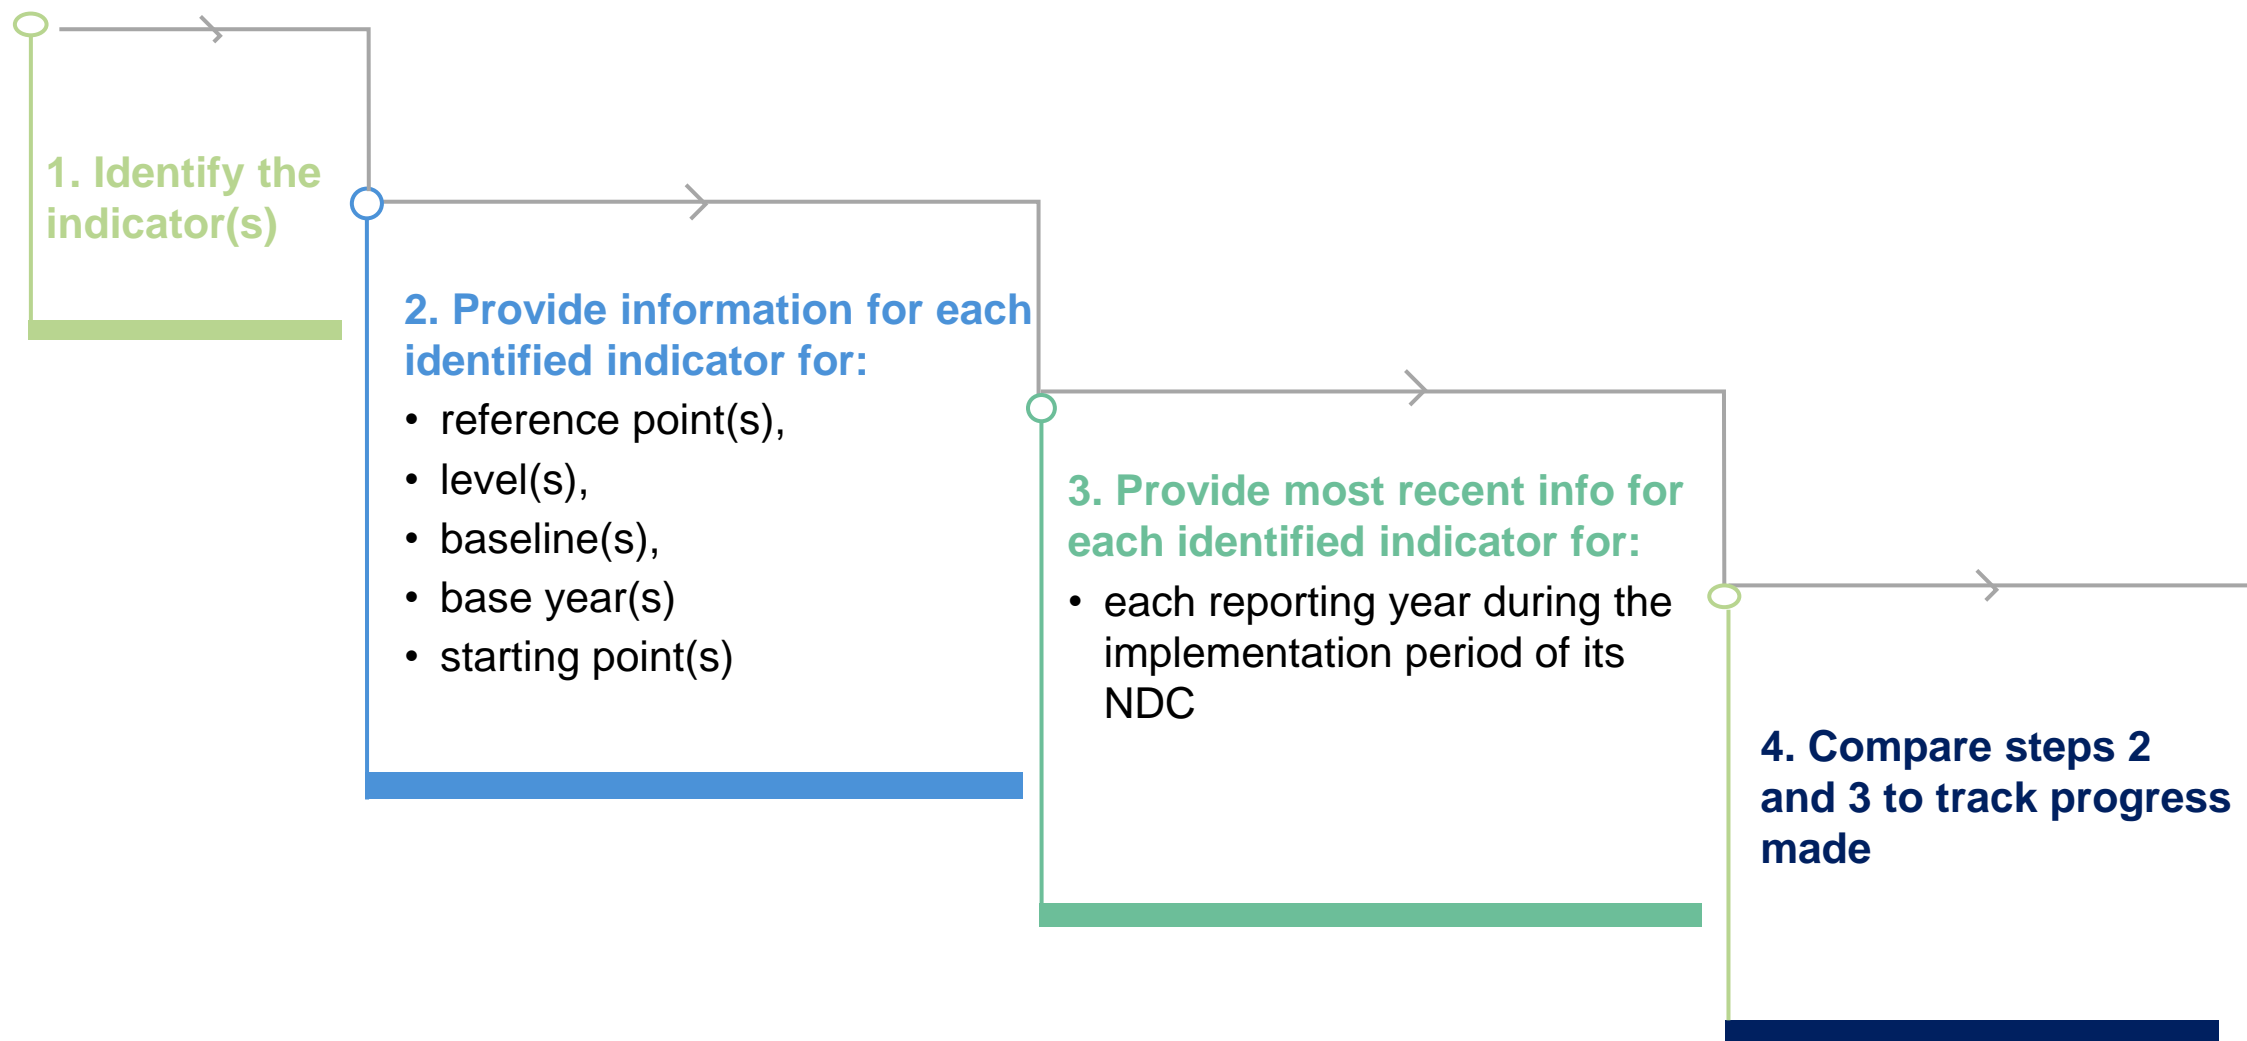 1. Identify the
indicator(s)
2. Provide information for each
identified indicator for:
• reference point(s),
• level(s),
• baseline(s),
• base year(s)
• starting point(s)
3. Provide most recent info for
each identified indicator for:
• each reporting year during the
implementation period of its
NDC
4. Compare steps 2
and 3 to track progress
made